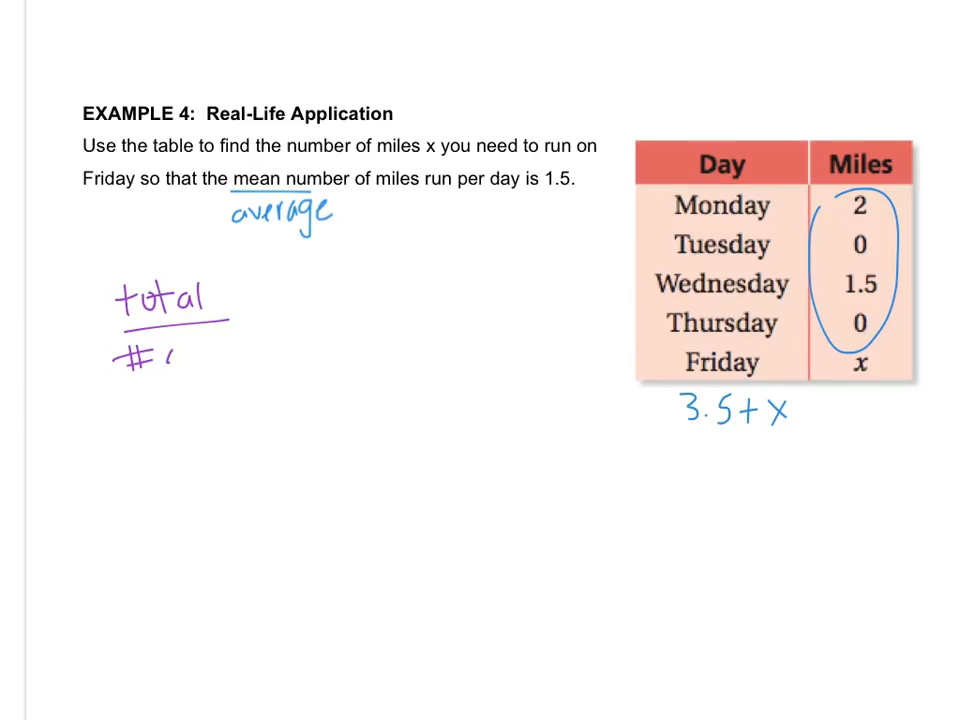 EXAMPLE 4: Real-Life Application
Use the table to find the number of miles x you need to run on
Friday so that the mean number of miles run per day is 1.5.
average
total
#
Day Miles
Monday 2
Tuesday 0
Wednesday 1.5
Thursday 0
Friday x
3.5+x